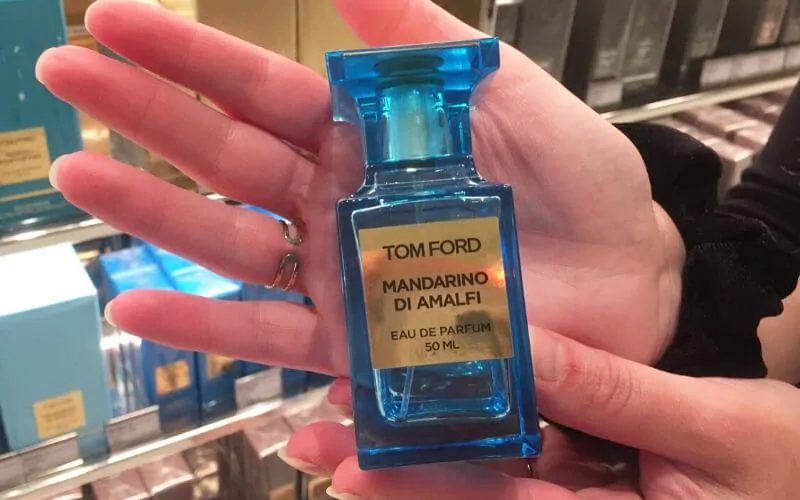 TOM FORD
MANDARINO
DI AMALFI
EAU DE PARFUM
50 ML